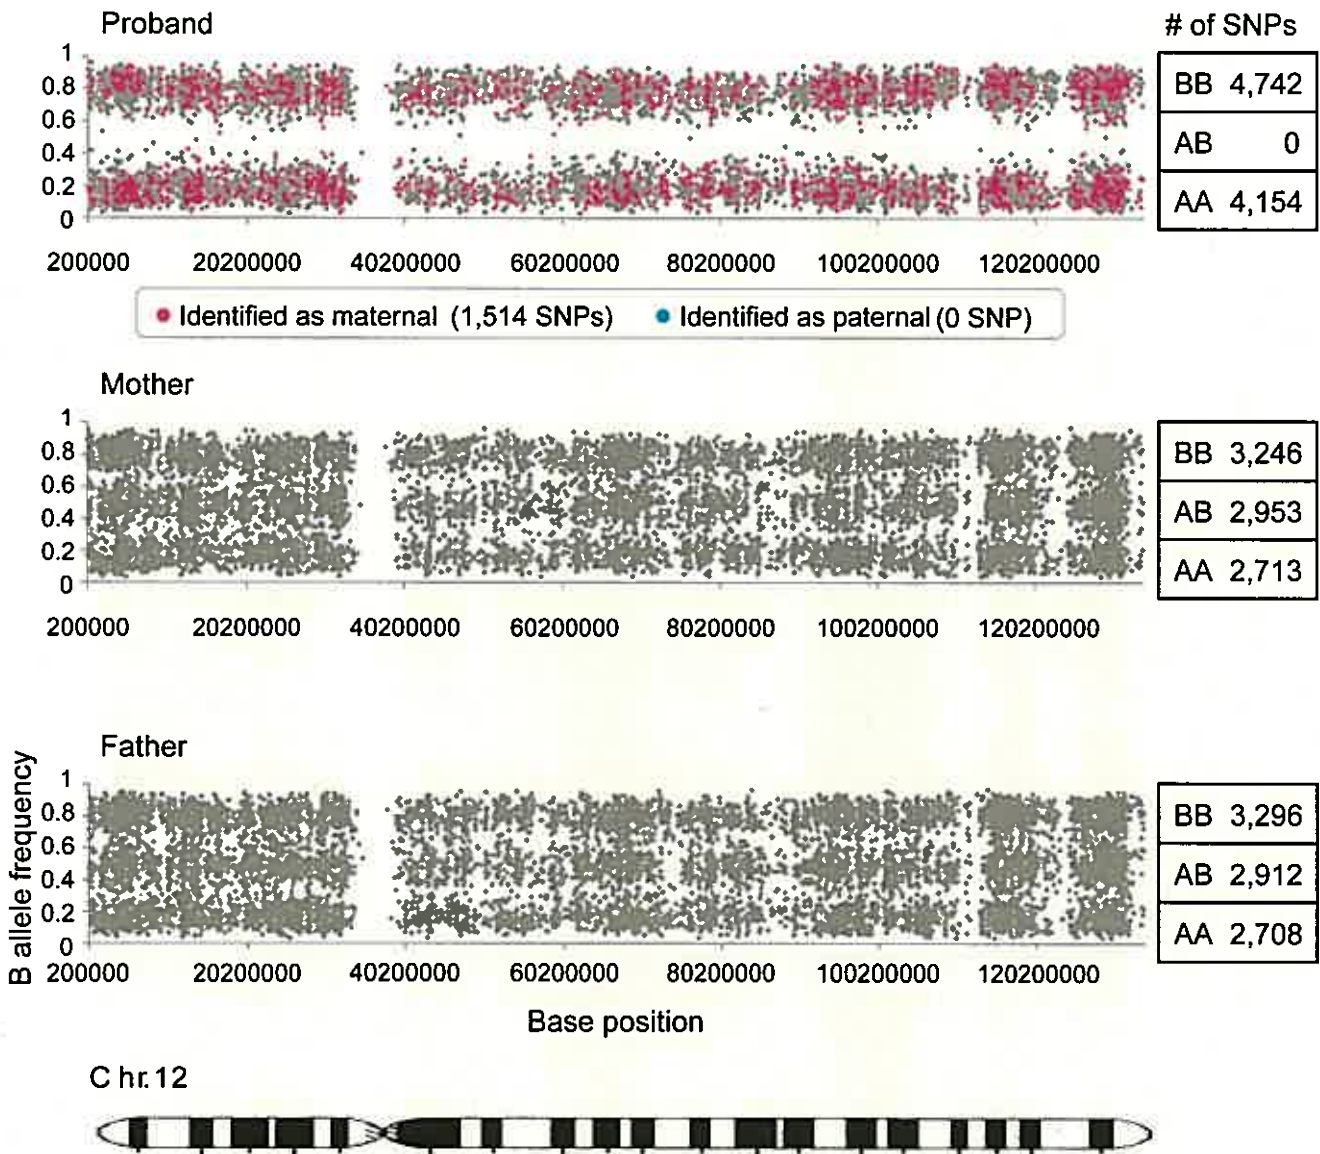 Proband
# of SNPs
1
0.8
0.6
0.4
0.2
0
BB 4,742
AB 0
AA 4,154
200000 20200000 40200000 60200000 80200000 100200000 120200000
Identified as maternal (1,514 SNPs) Identified as paternal (0 SNP)
Mother
1
0.8
0.6
0.4
0.2
0
BB 3,246
AB 2,953
AA 2,713
200000 20200000 40200000 60200000 80200000 100200000 120200000
Father
B allele frequency
1
0.8
0.6
0.4
0.2
0
BB 3,296
AB 2,912
AA 2,708
200000 20200000 40200000 60200000 80200000 100200000 120200000
Base position
Chr.12